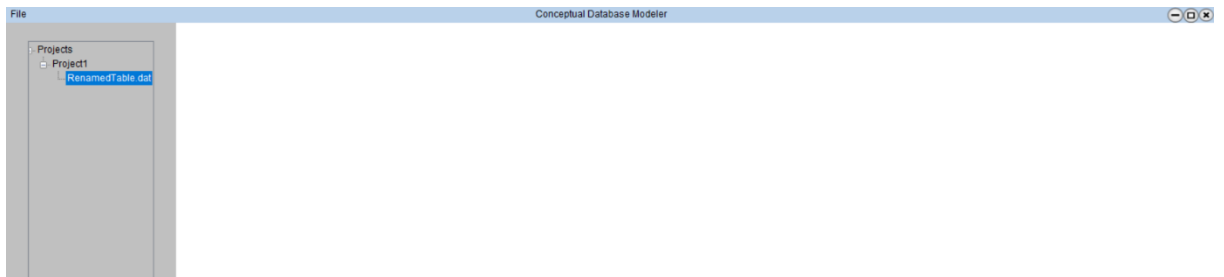 File Conceptual Database Modeler
Projects
Project1
RenamedTable.dat